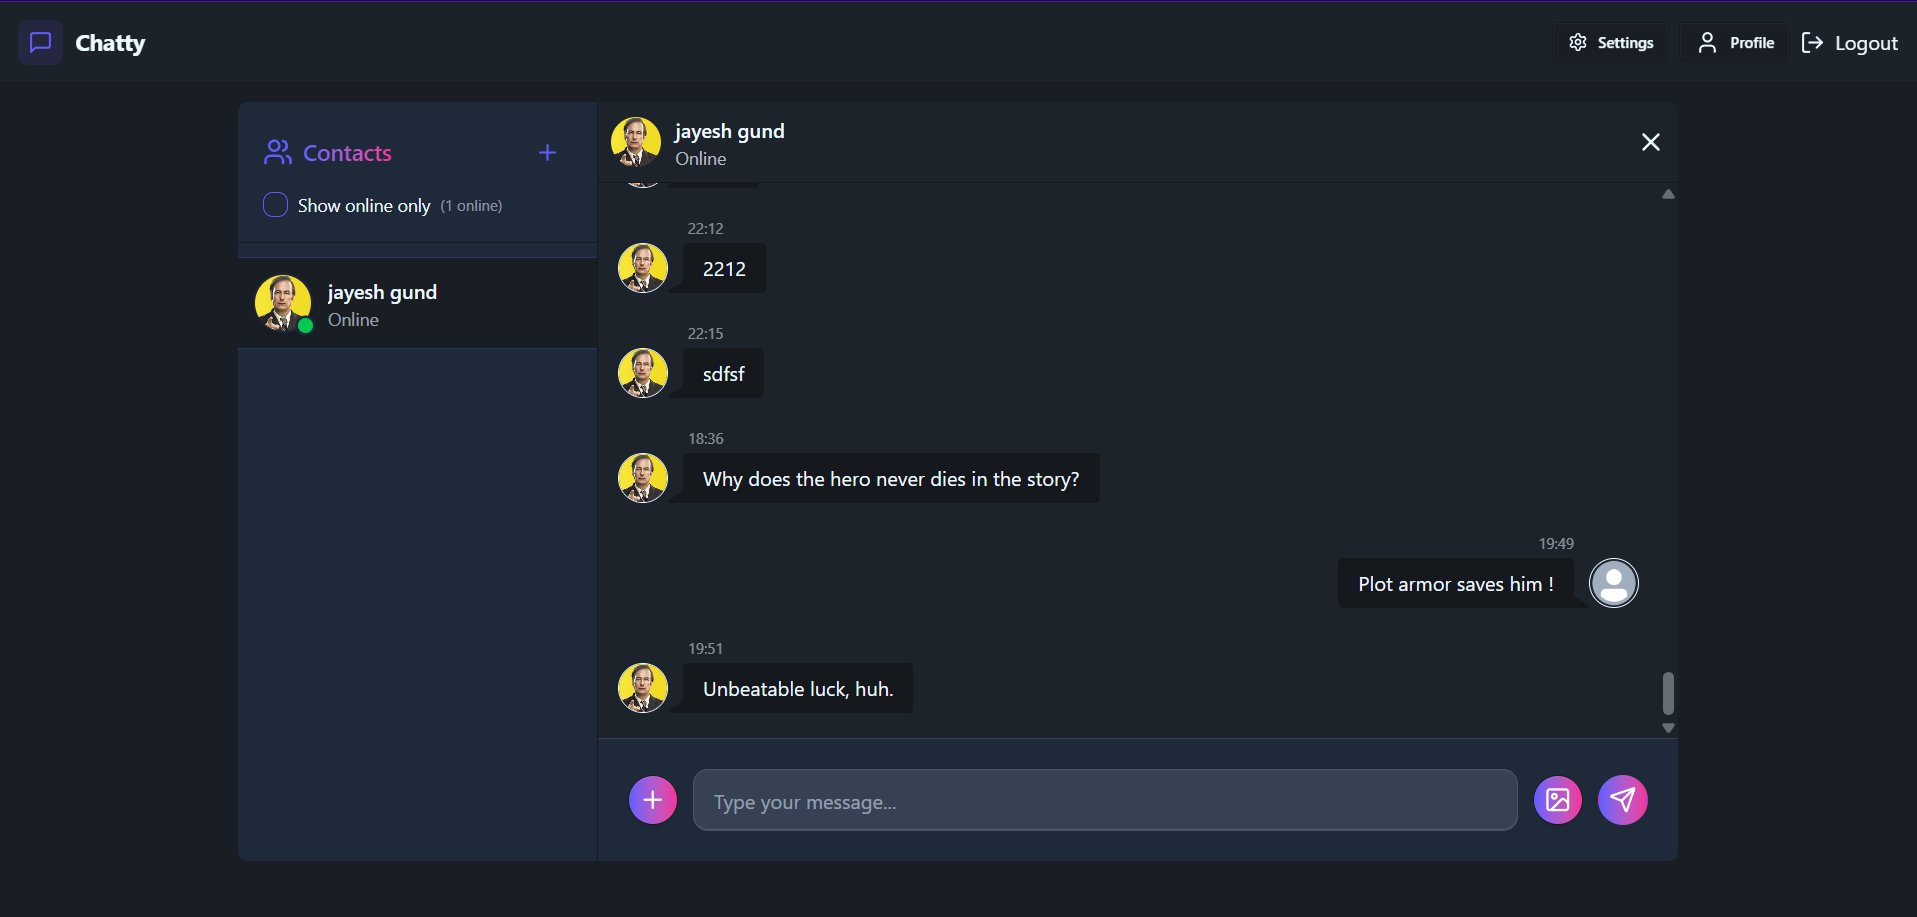 Chatty
Settings
Profile
Logout
Contacts
Show online only (1 online)
jayesh gund
Online
jayesh gund
Online
22:12
2212
22:15
sdfsf
18:36
Why does the hero never dies in the story?
19:49
Plot armor saves him !
19:51
Unbeatable luck, huh.
Type your message...